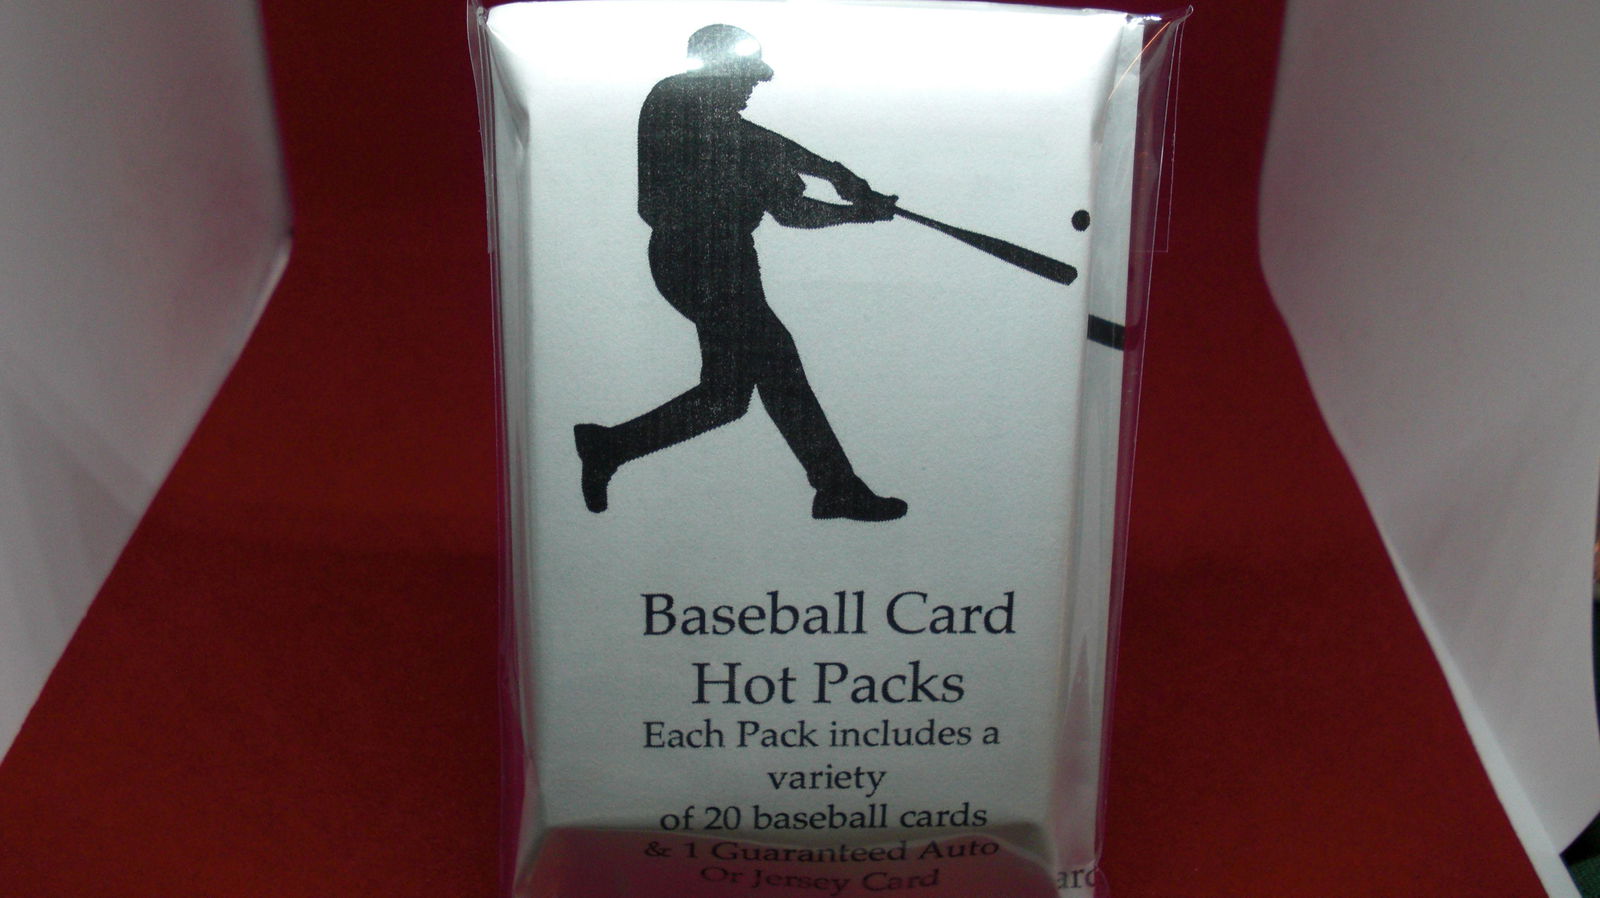 Baseball Card
Hot Packs
Each Pack includes a
variety
of 20 baseball cards
& 1 Guaranteed Auto
Or Jersey Card